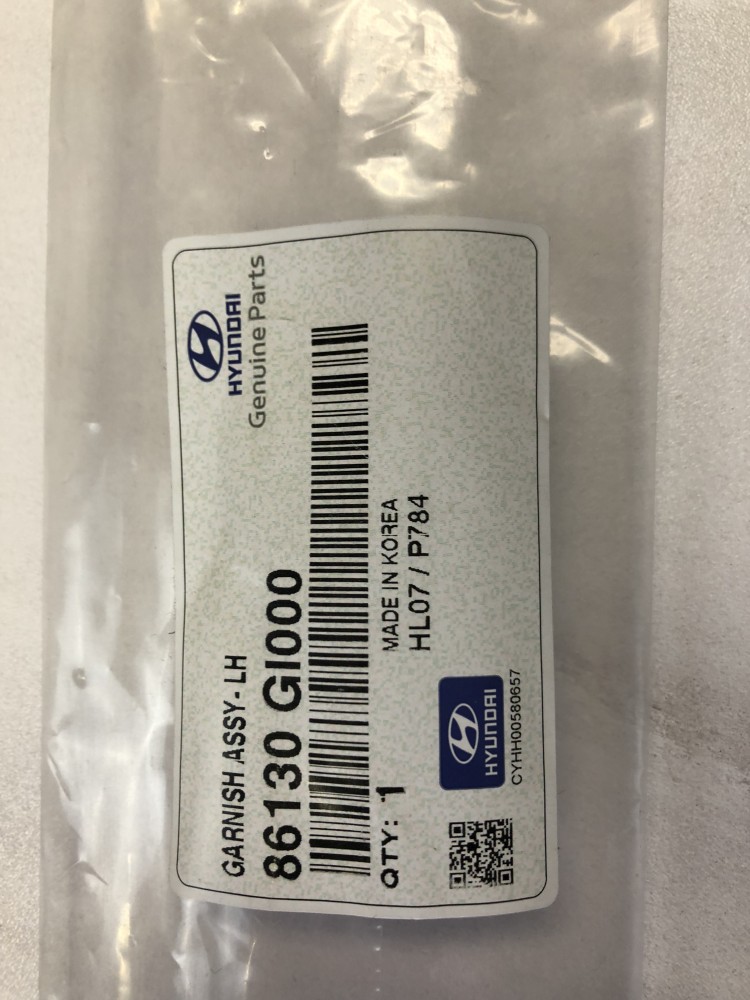 HYUNDAI
Genuine Parts
GARNISH ASSY - LH
86130 GI000
QTY: 1
MADE IN KOREA
HL07 / P784
HYUNDAI
CYHH00580657